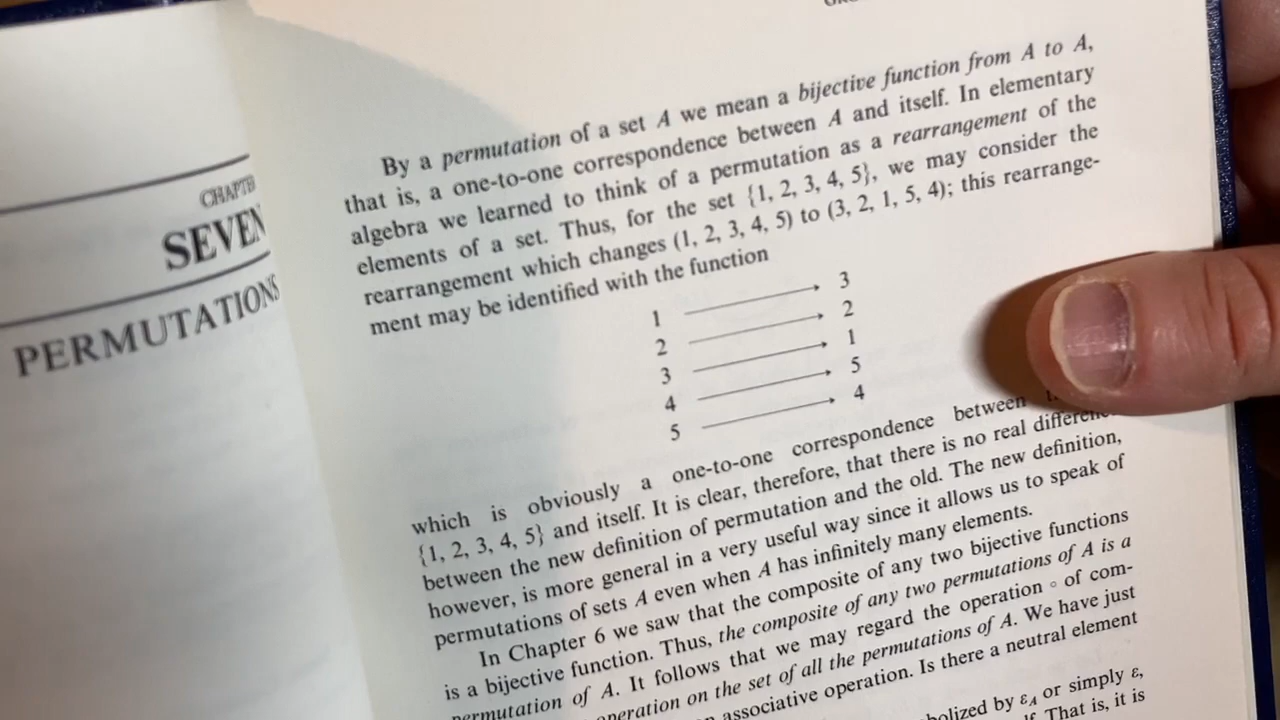 CHAPTE
SEVEN
PERMUTATIONS
By a permutation of a set A we mean a bijective function from A to A,
that is, a one-to-one correspondence between A and itself. In elementary
algebra we learned to think of a permutation as a rearrangement of the
elements of a set. Thus, for the set {1, 2, 3, 4, 5}, we may consider the
rearrangement which changes (1, 2, 3, 4, 5) to (3, 2, 1, 5, 4); this rearrange-
ment may be identified with the function
1 → 3
2 → 2
3 → 1
4 → 5
5 → 4
which is obviously a one-to-one correspondence between
{1, 2, 3, 4, 5} and itself. It is clear, therefore, that there is no real
between the new definition of permutation and the old. The new definition,
however, is more general in a very useful way since it allows us to speak of
permutations of sets A even when A has infinitely many elements.
In Chapter 6 we saw that the composite of any two bijective functions
is a bijective function. Thus, the composite of any two permutations of A is a
permutation of A. It follows that we may regard the operation ∘ of com-
operation on the set of all the permutations of A. We have just
associative operation. Is there a neutral element
by ε_A or simply ε,
That is, it is